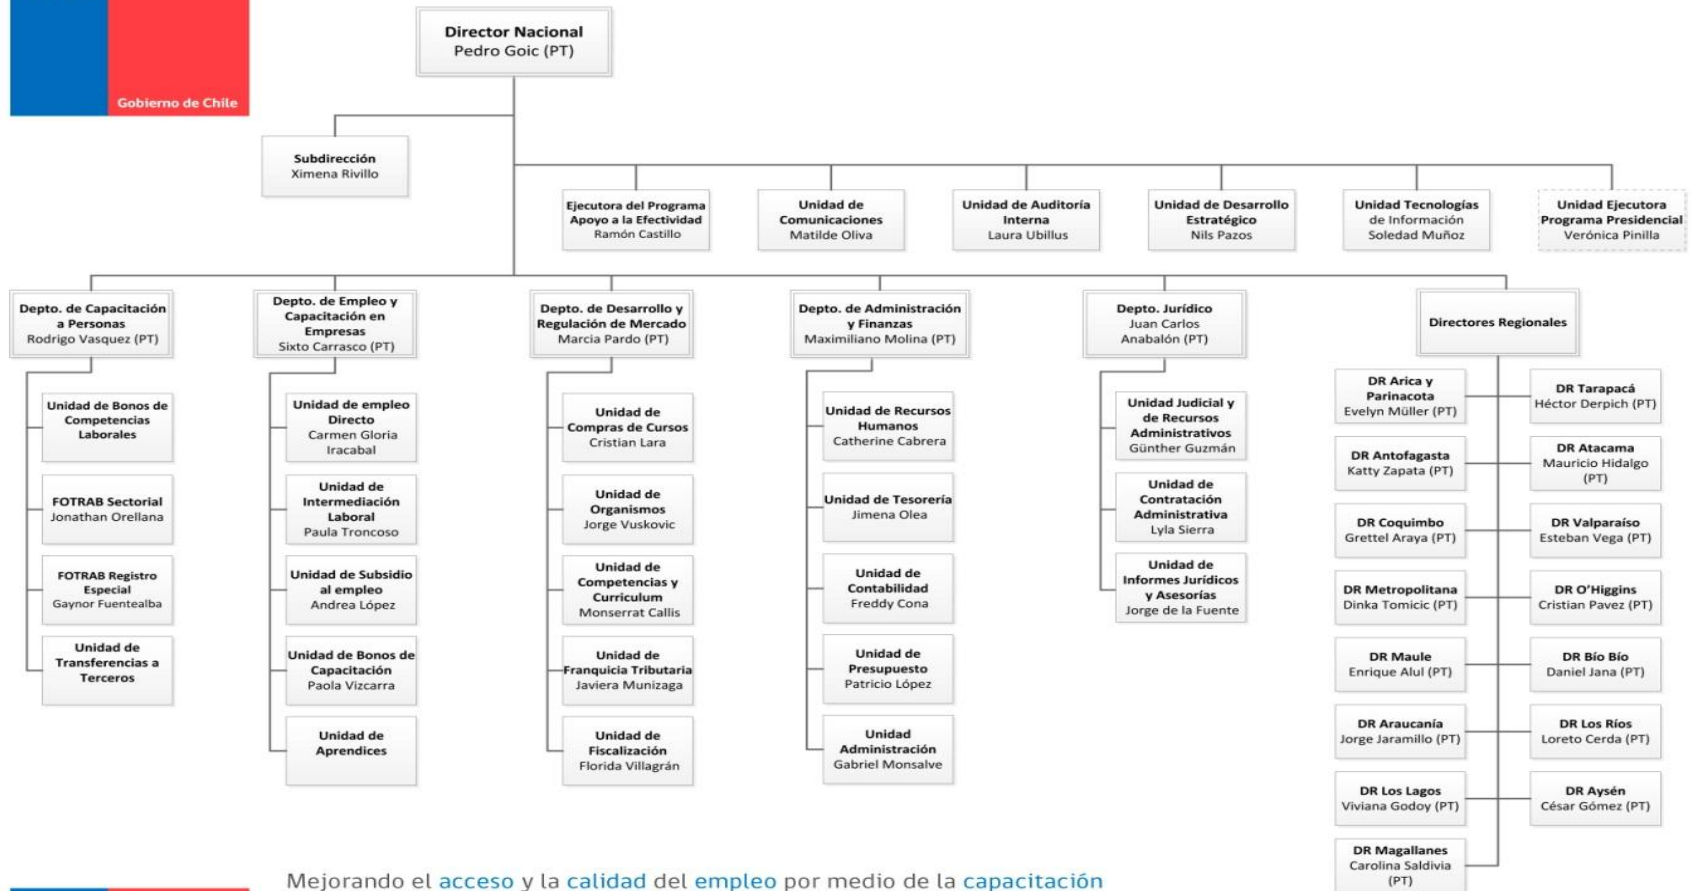 Gobierno de Chile
Director Nacional
Pedro Goic (PT)
Subdirección
Ximena Rivillo
Ejecutora del Programa
Apoyo a la Efectividad
Ramón Castillo
Unidad de
Comunicaciones
Matilde Oliva
Unidad de Auditoría
Interna
Laura Ubillus
Unidad de Desarrollo
Estratégico
Nils Pazos
Unidad Tecnologías
de Información
Soledad Muñoz
Unidad Ejecutora
Programa Presidencial
Verónica Pinilla
Depto. de Capacitación
a Personas
Rodrigo Vasquez (PT)
Unidad de Bonos de
Competencias
Laborales
FOTRAB Sectorial
Jonathan Orellana
FOTRAB Registro
Especial
Gaynor Fuentealba
Unidad de
Transferencias a
Terceros
Depto. de Empleo y
Capacitación en
Empresas
Sixto Carrasco (PT)
Unidad de empleo
Directo
Carmen Gloria
Iracabal
Unidad de
Intermediación
Laboral
Paula Troncoso
Unidad de Subsidio
al empleo
Andrea López
Unidad de Bonos de
Capacitación
Paola Vizcarra
Unidad de
Aprendices
Depto. de Desarrollo y
Regulación de Mercado
Marcia Pardo (PT)
Unidad de
Compras de Cursos
Cristian Lara
Unidad de
Organismos
Jorge Vuskovic
Unidad de
Competencias y
Curriculum
Monserrat Callis
Unidad de
Franquicia Tributaria
Javiera Munizaga
Unidad de
Fiscalización
Florida Villagrán
Depto. de Administración
y Finanzas
Maximiliano Molina (PT)
Unidad de Recursos
Humanos
Catherine Cabrera
Unidad de Tesorería
Jimena Olea
Unidad de
Contabilidad
Freddy Cona
Unidad de
Presupuesto
Patricio López
Unidad
Administración
Gabriel Monsalve
Depto. Jurídico
Juan Carlos
Anabalón (PT)
Unidad Judicial y
de Recursos
Administrativos
Günther Guzmán
Unidad de
Contratación
Administrativa
Lyla Sierra
Unidad de
Informes Jurídicos
y Asesorías
Jorge de la Fuente
Directores Regionales
DR Arica y
Parinacota
Evelyn Müller (PT)
DR Tarapacá
Héctor Derpich (PT)
DR Antofagasta
Katty Zapata (PT)
DR Atacama
Mauricio Hidalgo
(PT)
DR Coquimbo
Grettel Araya (PT)
DR Valparaíso
Esteban Vega (PT)
DR Metropolitana
Dinka Tomicic (PT)
DR O'Higgins
Cristian Pavez (PT)
DR Maule
Enrique Alul (PT)
DR Bío Bío
Daniel Jana (PT)
DR Araucanía
Jorge Jaramillo (PT)
DR Los Ríos
Loreto Cerda (PT)
DR Los Lagos
Viviana Godoy (PT)
DR Aysén
César Gómez (PT)
DR Magallanes
Carolina Saldivia
(PT)
Mejorando el acceso y la calidad del empleo por medio de la capacitación